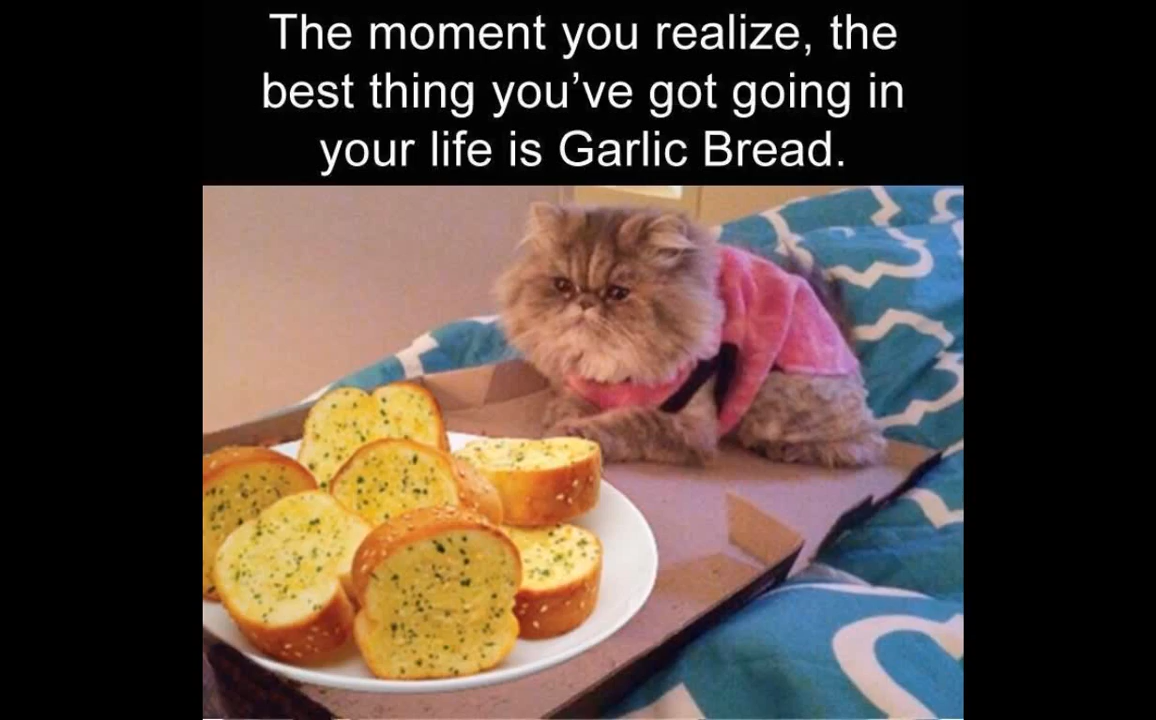 The moment you realize, the
best thing you’ve got going in
your life is Garlic Bread.